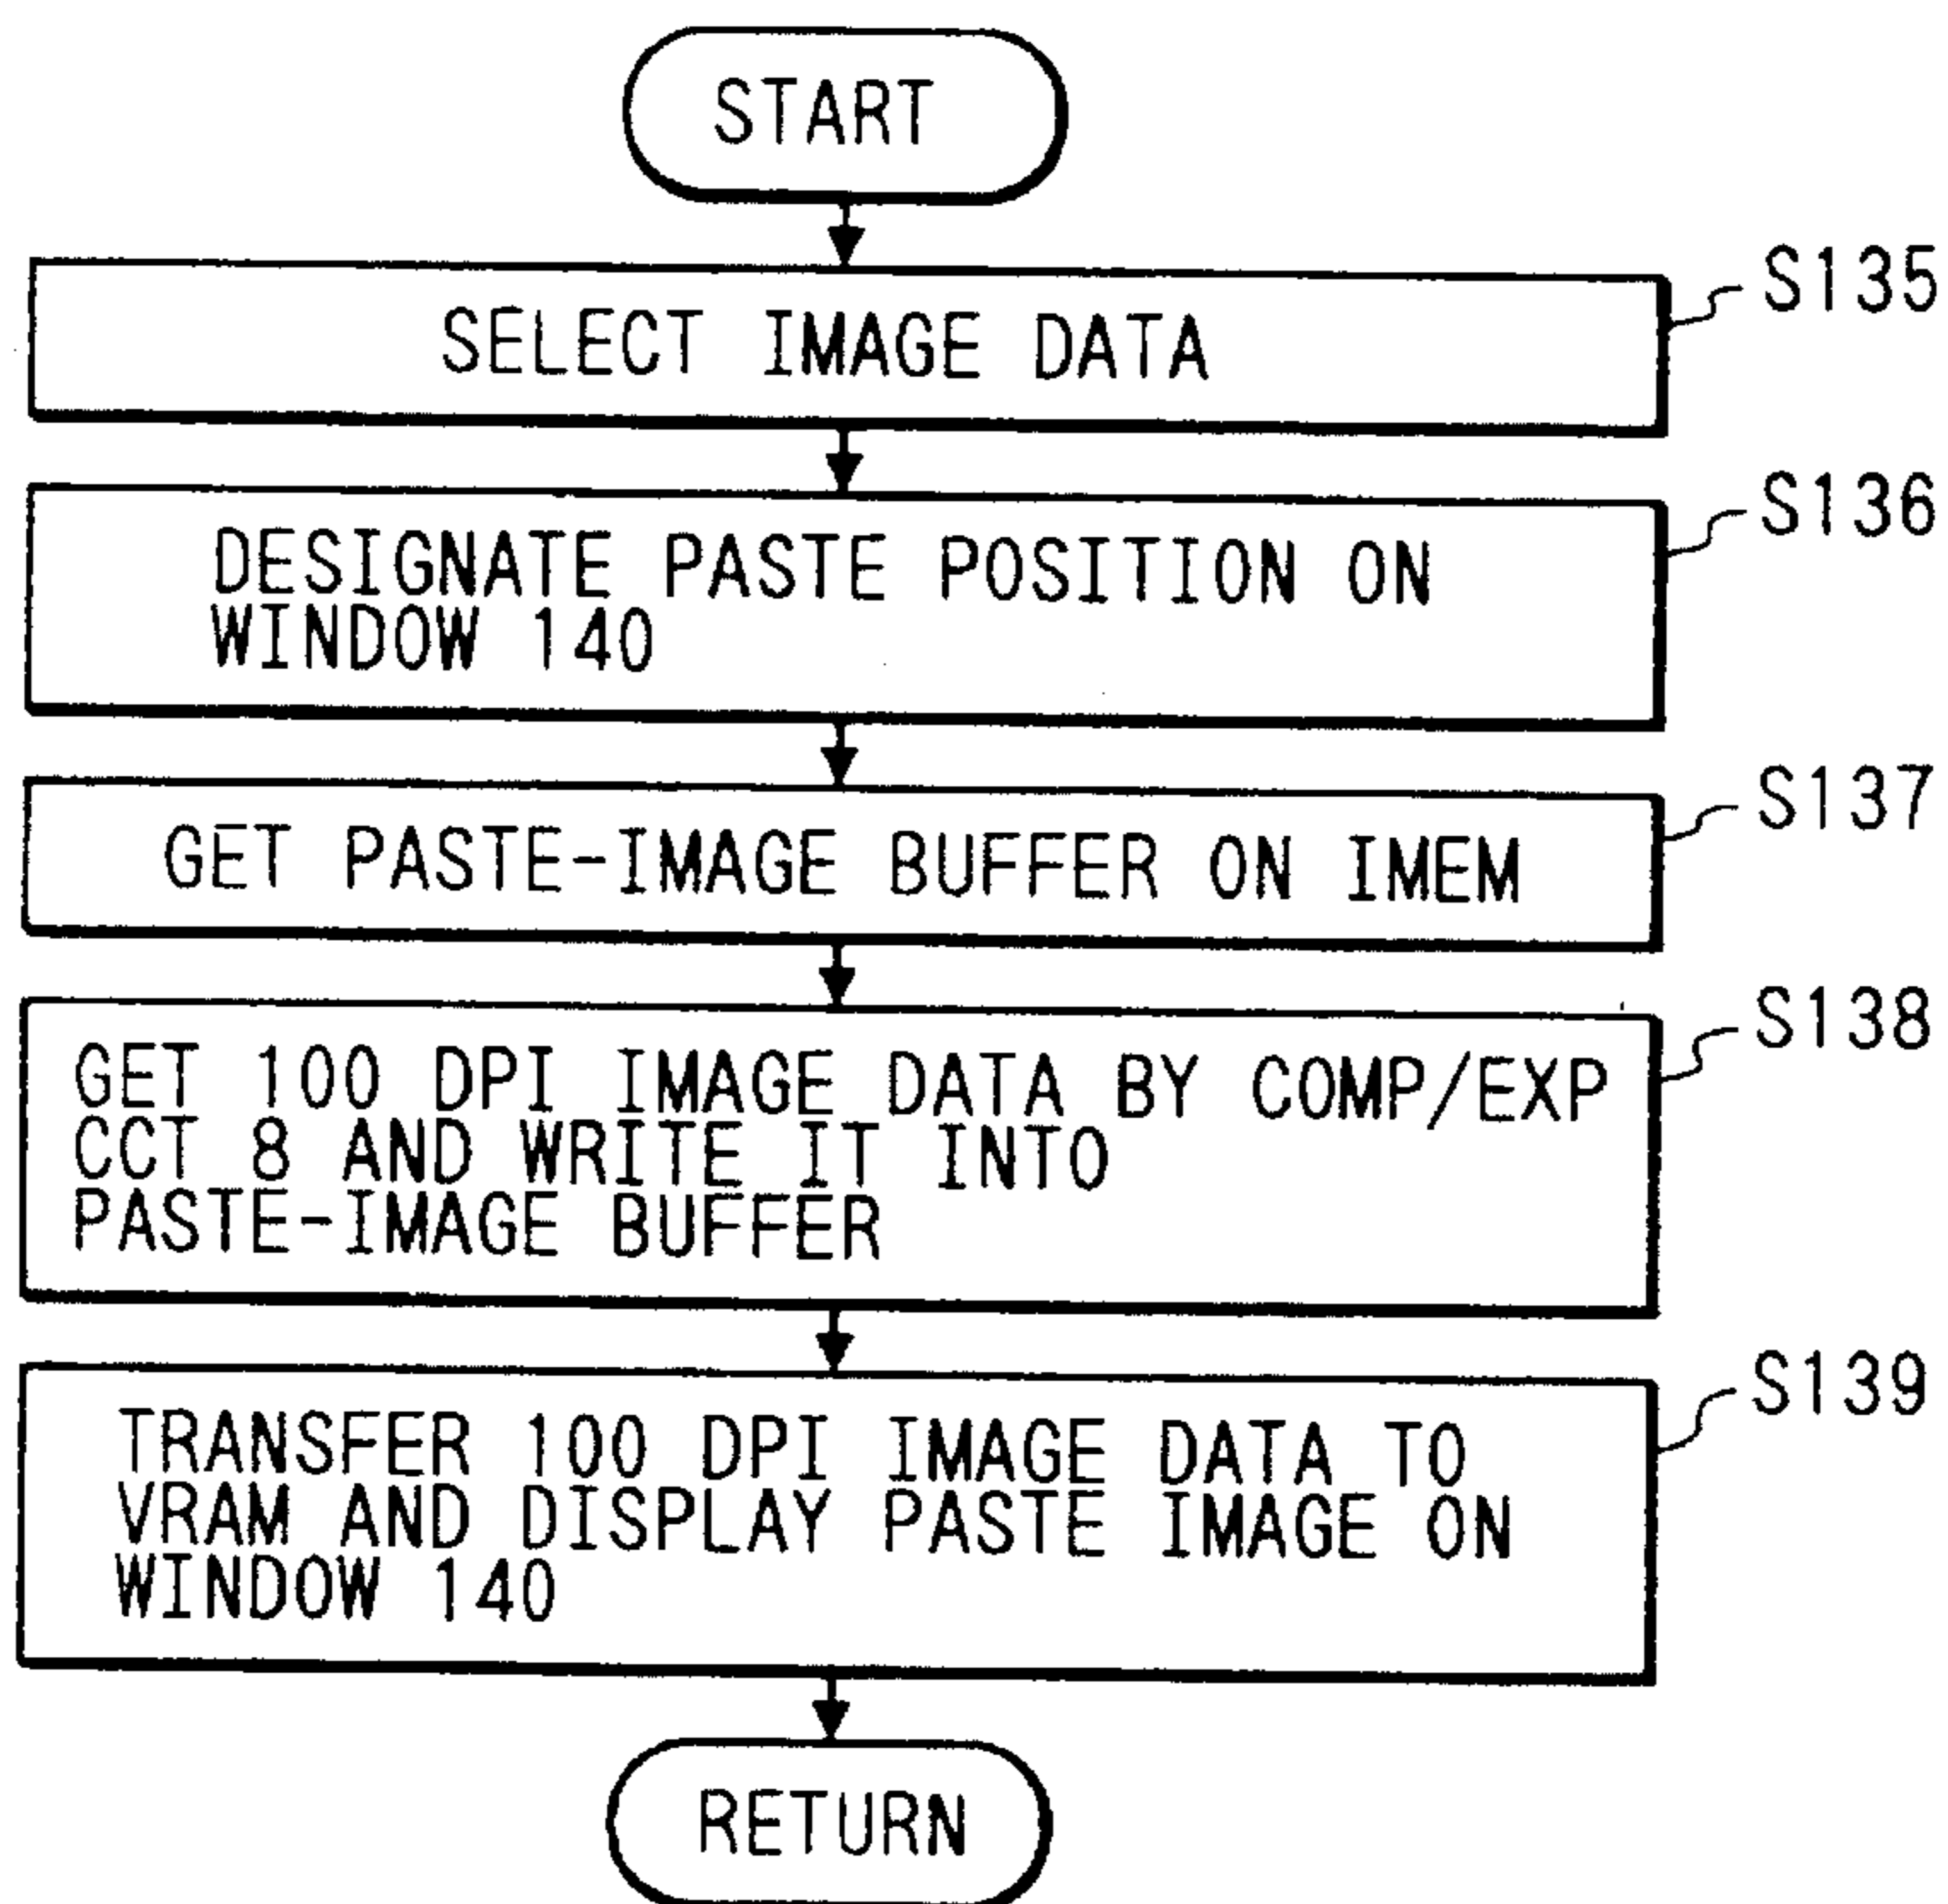 START
S135
SELECT IMAGE DATA
S136
DESIGNATE PASTE POSITION ON
WINDOW 140
S137
GET PASTE-IMAGE BUFFER ON IMEM
S138
GET 100 DPI IMAGE DATA BY COMP/EXP
CCT 8 AND WRITE IT INTO
PASTE-IMAGE BUFFER
S139
TRANSFER 100 DPI IMAGE DATA TO
VRAM AND DISPLAY PASTE IMAGE ON
WINDOW 140
RETURN